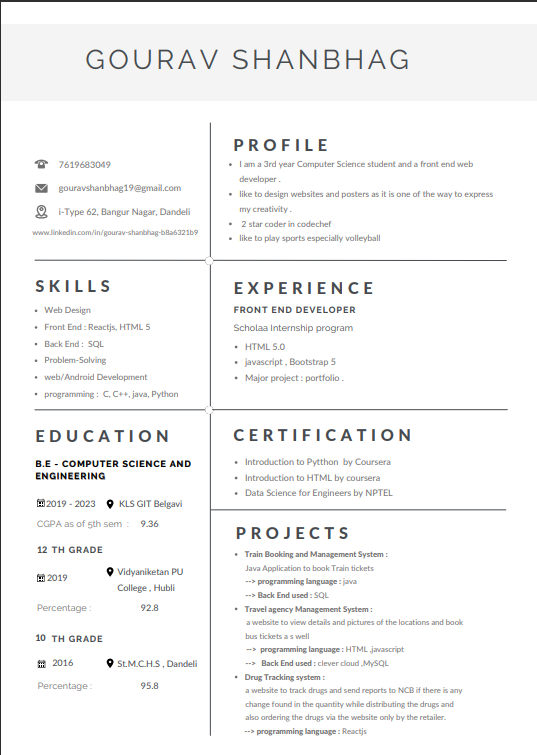 GOURAV SHANBHAG
7619683049
gouravshanbhag19@gmail.com
i-Type 62, Bangur Nagar, Dandeli
www.linkedin.com/in/gourav-shanbhag-b8a6321b9
PROFILE
• I am a 3rd year Computer Science student and a front end web
developer .
• like to design websites and posters as it is one of the way to express
my creativity .
• 2 star coder in codechef
• like to play sports especially volleyball
SKILLS
• Web Design
• Front End : Reactjs, HTML 5
• Back End : SQL
• Problem-Solving
• web/Android Development
• programming : C, C++, java, Python
EXPERIENCE
FRONT END DEVELOPER
Scholaa Internship program
• HTML 5.0
• javascript , Bootstrap 5
• Major project : portfolio .
EDUCATION
B.E - COMPUTER SCIENCE AND
ENGINEERING
2019 - 2023 KLS GIT Belgavi
CGPA as of 5th sem : 9.36
12 TH GRADE
2019 Vidyaniketan PU
College , Hubli
Percentage : 92.8
10 TH GRADE
2016 St.M.C.H.S , Dandeli
Percentage : 95.8
CERTIFICATION
• Introduction to Pyrthon by Coursera
• Introduction to HTML by coursera
• Data Science for Engineers by NPTEL
PROJECTS
• Train Booking and Management System :
Java Application to book Train tickets
--> programming language : java
--> Back End used : SQL
• Travel agency Management System :
a website to view details and pictures of the locations and book
bus tickets a s well
--> programming language : HTML ,javascript
--> Back End used : clever cloud ,MySQL
• Drug Tracking system :
a website to track drugs and send reports to NCB if there is any
change found in the quantity while distributing the drugs and
also ordering the drugs via the website only by the retailer.
--> programming language : Reactjs